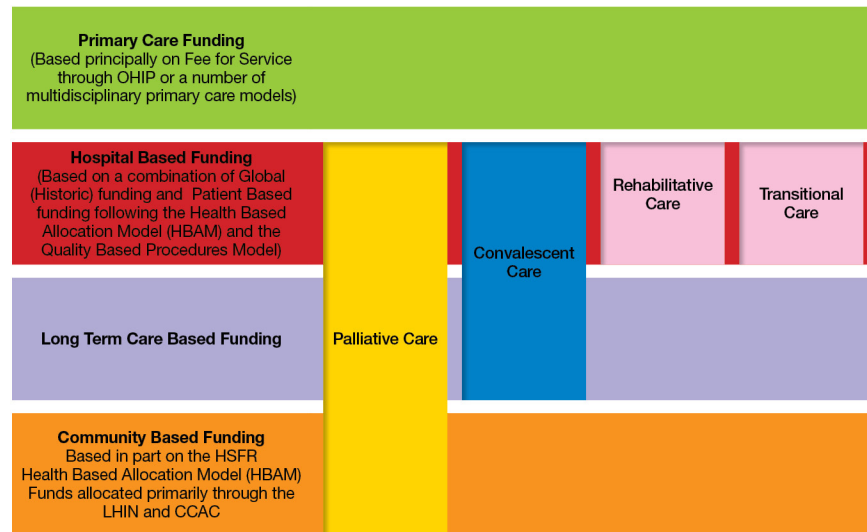 Primary Care Funding
(Based principally on Fee for Service
through OHIP or a number of
multidisciplinary primary care models)
Hospital Based Funding
(Based on a combination of Global
(Historic) funding and Patient Based
funding following the Health Based
Allocation Model (HBAM) and the
Quality Based Procedures Model)
Rehabilitative
Care
Transitional
Care
Convalescent
Care
Long Term Care Based Funding
Palliative Care
Community Based Funding
Based in part on the HSFR
Health Based Allocation Model (HBAM)
Funds allocated primarily through the
LHIN and CCAC